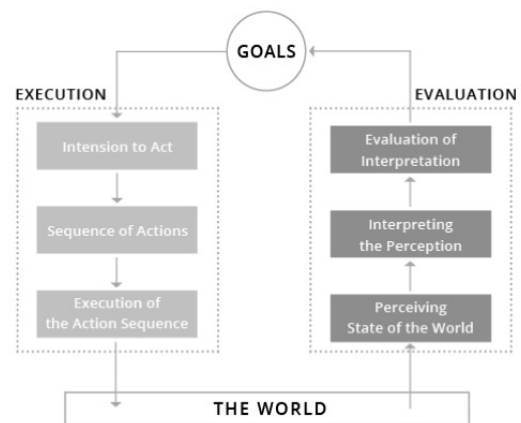 GOALS
EXECUTION
EVALUATION
Intension to Act
Sequence of Actions
Execution of
the Action Sequence
Evaluation of
Interpretation
Interpreting
the Perception
Perceiving
State of the World
THE WORLD